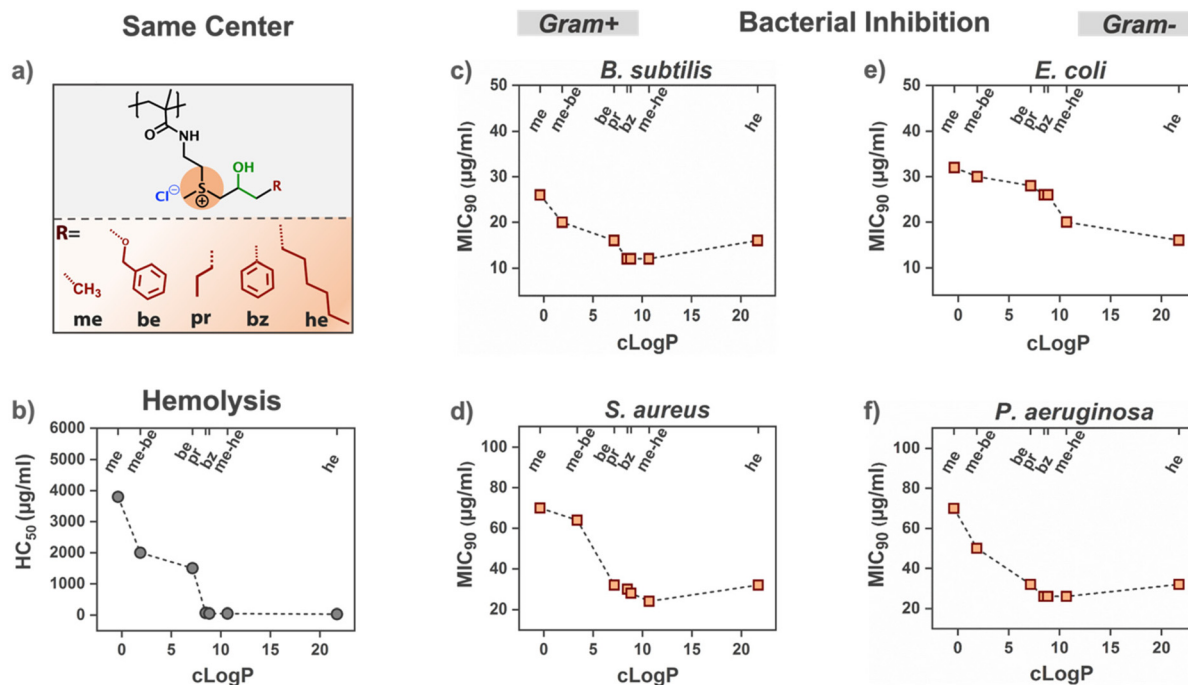 Same Center
Gram+
Bacterial Inhibition
Gram-
a)
O
NH
OH
Cl⊖
S
⊕
R
R=
CH₃
O
me
be
pr
bz
he
b)
Hemolysis
HC₅₀ (µg/ml)
6000
5000
4000
3000
2000
1000
0
me
me-be
be
pr
bz
me-he
he
0 5 10 15 20
cLogP
c)
B. subtilis
MIC₉₀ (µg/ml)
50
40
30
20
10
me
me-be
be
pr
bz
me-he
he
0 5 10 15 20
cLogP
d)
S. aureus
MIC₉₀ (µg/ml)
100
80
60
40
20
me
me-be
be
pr
bz
me-he
he
0 5 10 15 20
cLogP
e)
E. coli
MIC₉₀ (µg/ml)
50
40
30
20
10
me
me-be
be
pr
bz
me-he
he
0 5 10 15 20
cLogP
f)
P. aeruginosa
MIC₉₀ (µg/ml)
100
80
60
40
20
me
me-be
be
pr
bz
me-he
he
0 5 10 15 20
cLogP